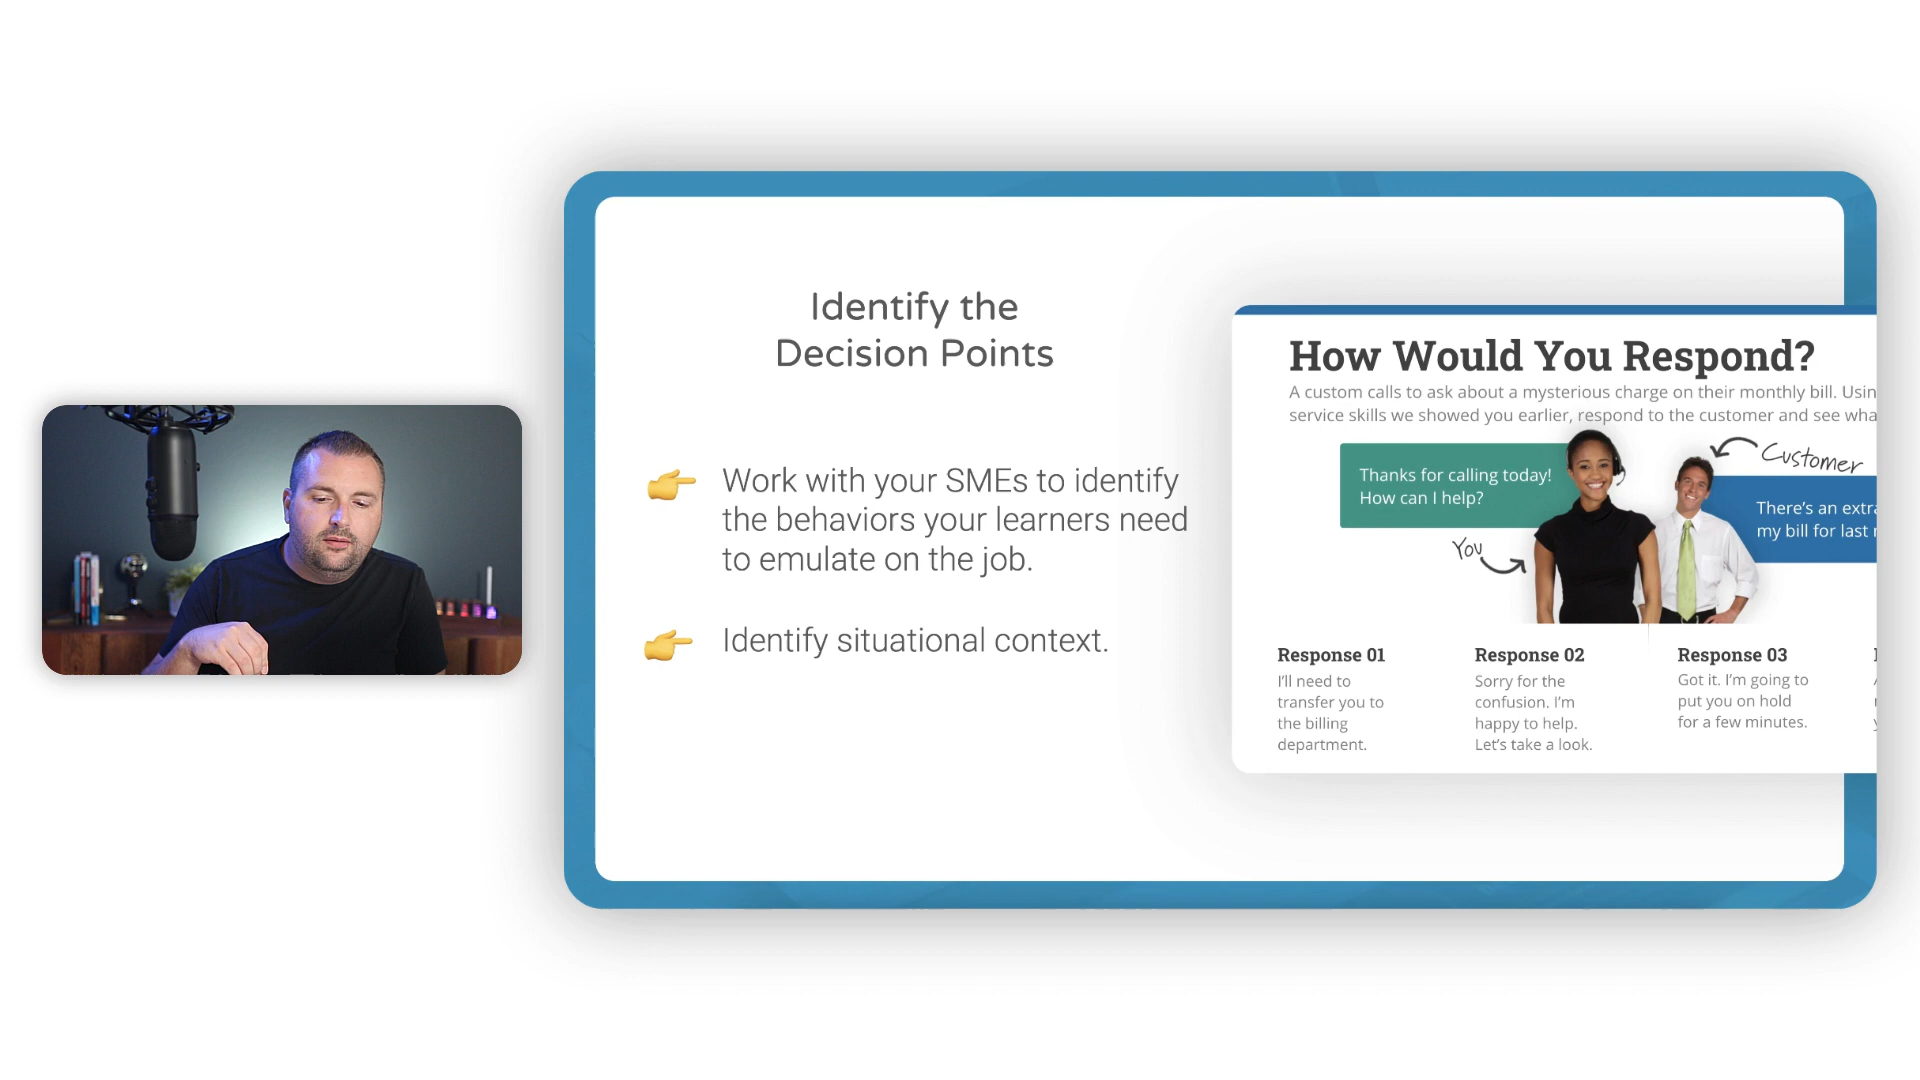 Identify the
Decision Points
Work with your SMEs to identify
the behaviors your learners need
to emulate on the job.
Identify situational context.
How Would You Respond?
A custom calls to ask about a mysterious charge on their monthly bill.
service skills we showed you earlier, respond to the customer and see
Thanks for calling today!
How can I help?
Customer
There's an
my bill for last
You
Response 01
I'll need to
transfer you to
the billing
department.
Response 02
Sorry for the
confusion. I'm
happy to help.
Let's take a look.
Response 03
Got it. I'm going to
put you on hold
for a few minutes.